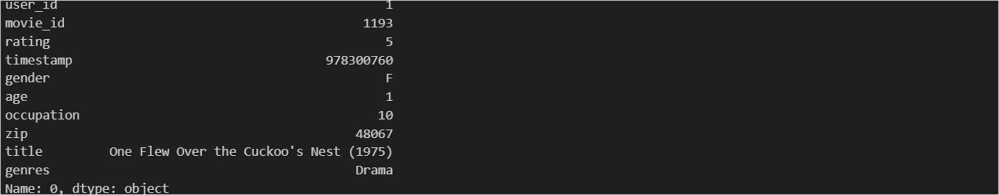 user_id 1
movie_id 1193
rating 5
timestamp 978300760
gender F
age 1
occupation 10
zip 48067
title One Flew Over the Cuckoo's Nest (1975)
genres Drama
Name: 0, dtype: object